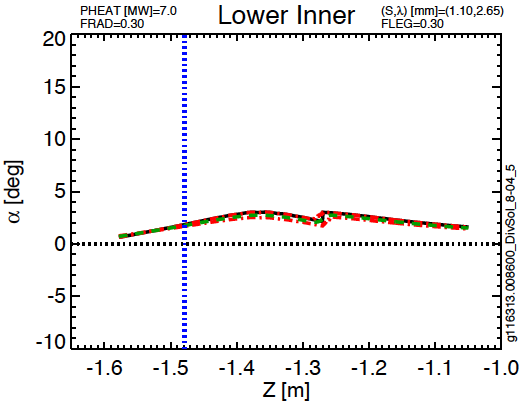 PHEAT [MW]=7.0
FRAD=0.30
Lower Inner
(S,λ) [mm]=(1.10,2.65)
FLEG=0.30
20
15
10
5
0
-5
-10
α [deg]
-1.6 -1.5 -1.4 -1.3 -1.2 -1.1 -1.0
Z [m]
g116313.008600_DivSol_8-04_5